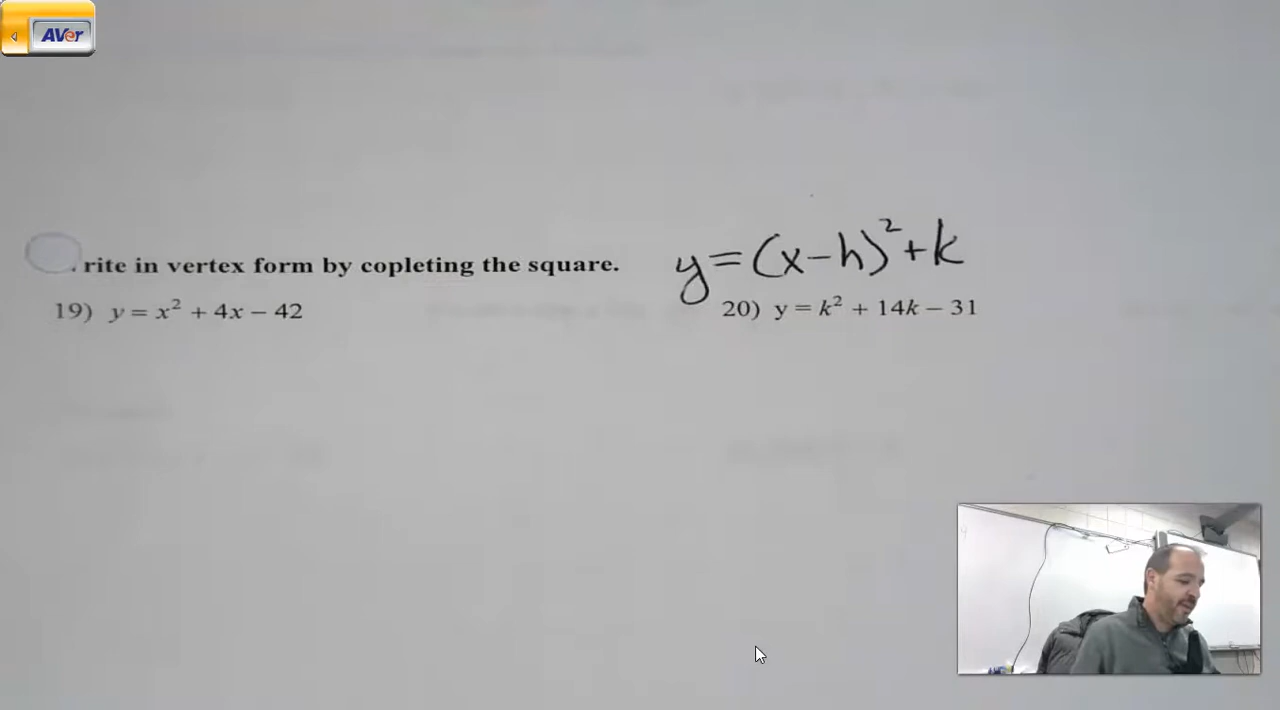 AVer
rite in vertex form by copleting the square.
y = (x - h)² + k
19) y = x² + 4x − 42
20) y = k² + 14k − 31